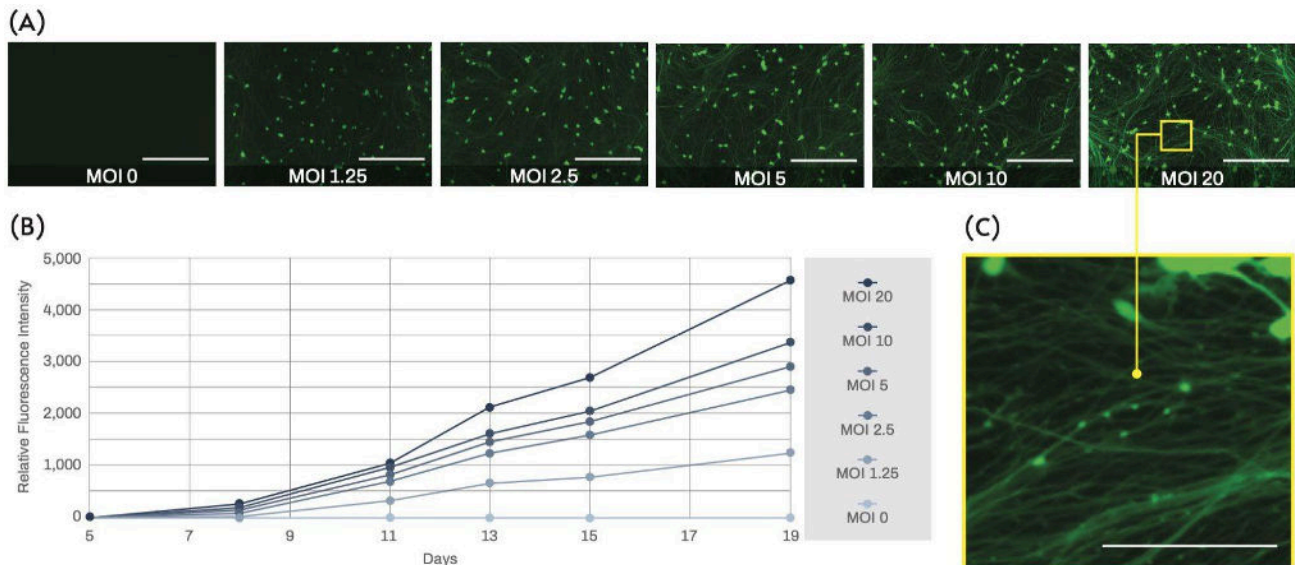 (A)
MOI 0
MOI 1.25
MOI 2.5
MOI 5
MOI 10
MOI 20
(B)
Relative Fluorescence Intensity
5,000
4,000
3,000
2,000
1,000
0
5
7
9
11
13
15
17
19
Days
MOI 20
MOI 10
MOI 5
MOI 2.5
MOI 1.25
MOI 0
(C)